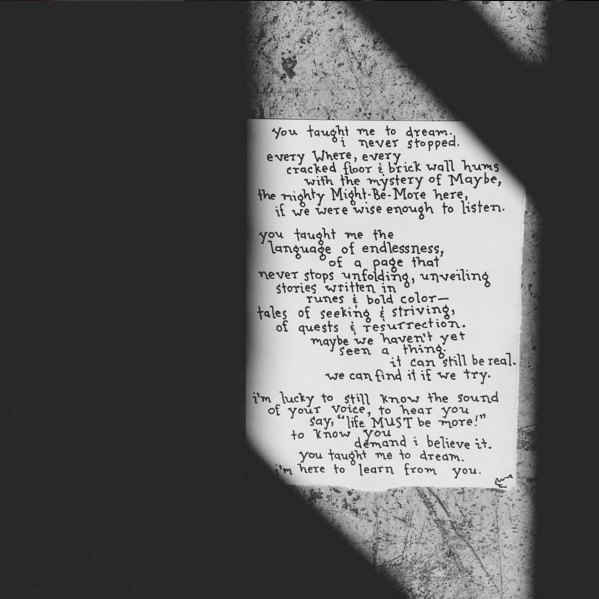 you taught me to dream.
i never stopped.
every Where, every
cracked floor & brick wall hums
with the mystery of Maybe,
the mighty Might-Be-More here,
if we were wise enough to listen.
you taught me the
language of endlessness,
of a page that
never stops unfolding, unveiling
stories written in
runes & bold color—
tales of seeking & striving,
of quests & resurrection.
maybe we haven't yet
seen a thing.
it can still be real.
we can find it if we try.
i'm lucky to still know the sound
of your voice, to hear you
say, "life MUST be more!"
to know you
demand i believe it.
you taught me to dream.
i'm here to learn from you.